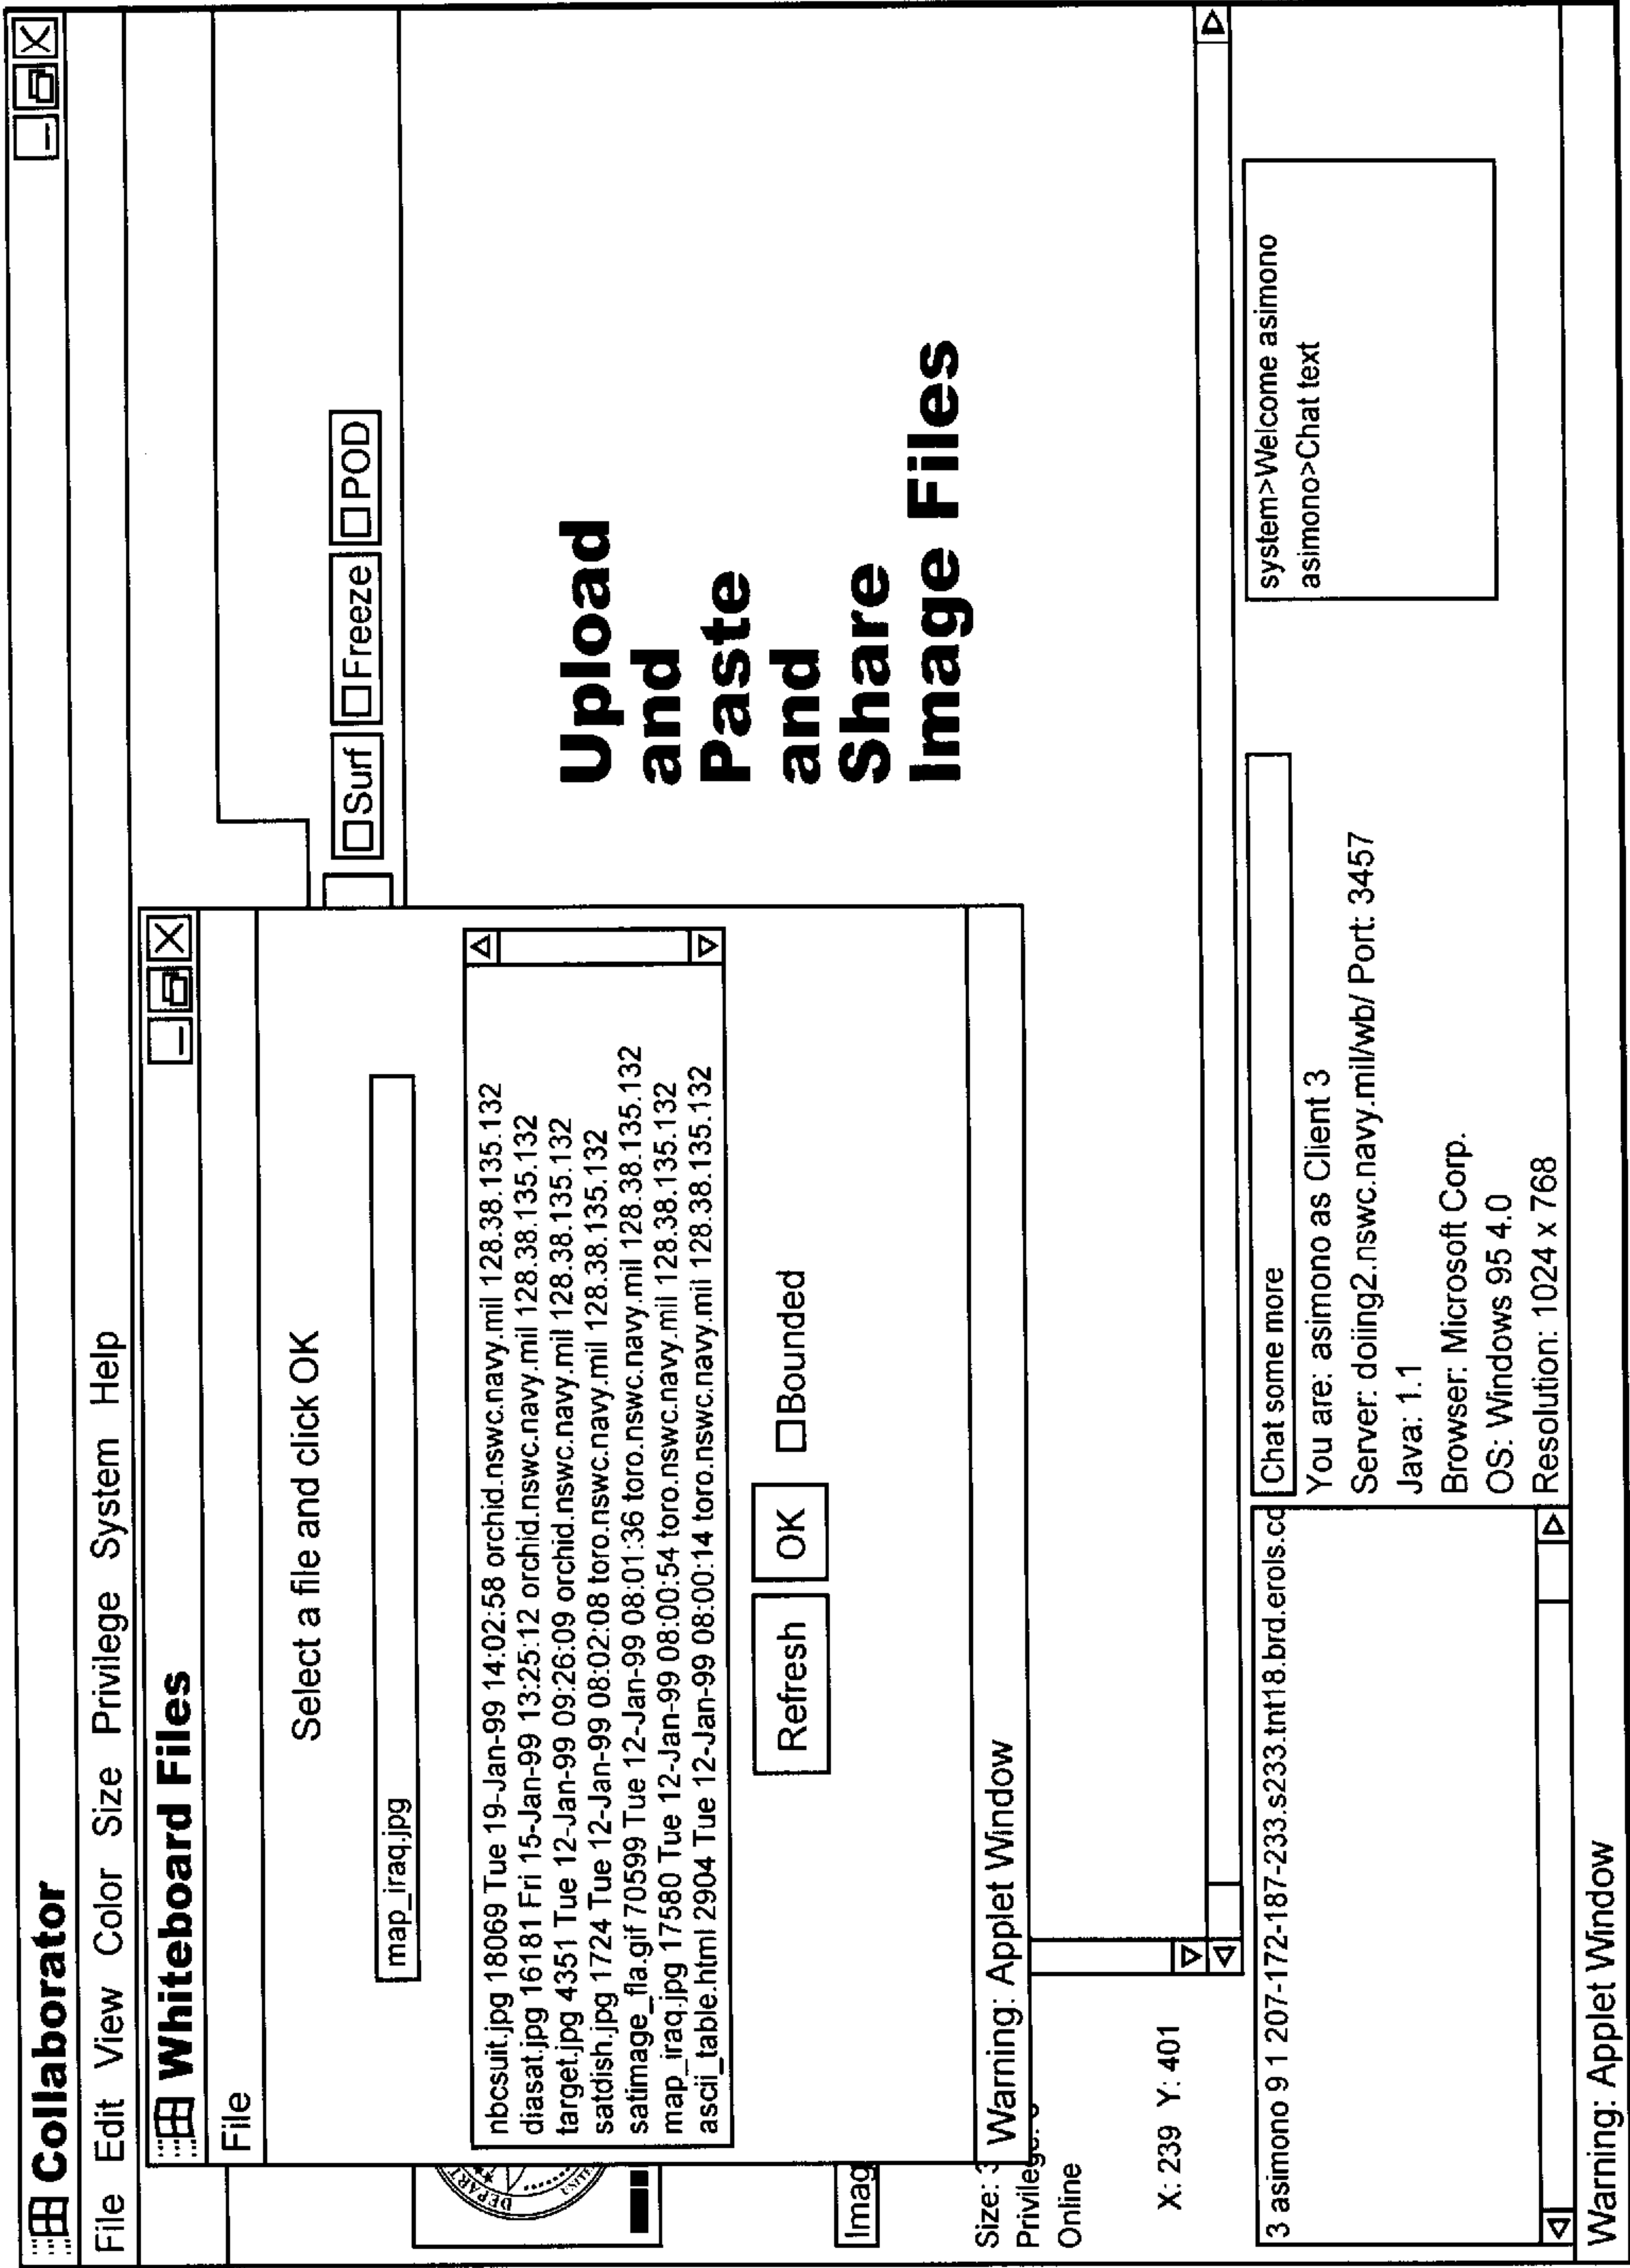 Collaborator
File Edit View Color Size Privilege System Help
Whiteboard Files
File
Select a file and click OK
map_iraq.jpg
nbcsuit.jpg 18069 Tue 19-Jan-99 14:02:58 orchid.nswc.navy.mil 128.38.135.132
diasat.jpg 16181 Fri 15-Jan-99 13:25:12 orchid.nswc.navy.mil 128.38.135.132
target.jpg 4351 Tue 12-Jan-99 09:26:09 orchid.nswc.navy.mil 128.38.135.132
satdish.jpg 1724 Tue 12-Jan-99 08:02:08 toro.nswc.navy.mil 128.38.135.132
satimage_fla.gif 70599 Tue 12-Jan-99 08:01:36 toro.nswc.navy.mil 128.38.135.132
map_iraq.jpg 17580 Tue 12-Jan-99 08:00:54 toro.nswc.navy.mil 128.38.135.132
ascii_table.html 2904 Tue 12-Jan-99 08:00:14 toro.nswc.navy.mil 128.38.135.132
Refresh OK Bounded
Warning: Applet Window
Surf Freeze POD
Upload
and
Paste
and
Share
Image Files
DEPART
Imag
Size: 3
Privilege:
Online
X: 239 Y: 401
3 asimono 9 1 207-172-187-233.s233.tnt18.brd.erols.co
Chat some more
You are: asimono as Client 3
Server: doiing2.nswc.navy.mil/wb/ Port: 3457
Java: 1.1
Browser: Microsoft Corp.
OS: Windows 95 4.0
Resolution: 1024 x 768
system>Welcome asimono
asimono>Chat text
Warning: Applet Window